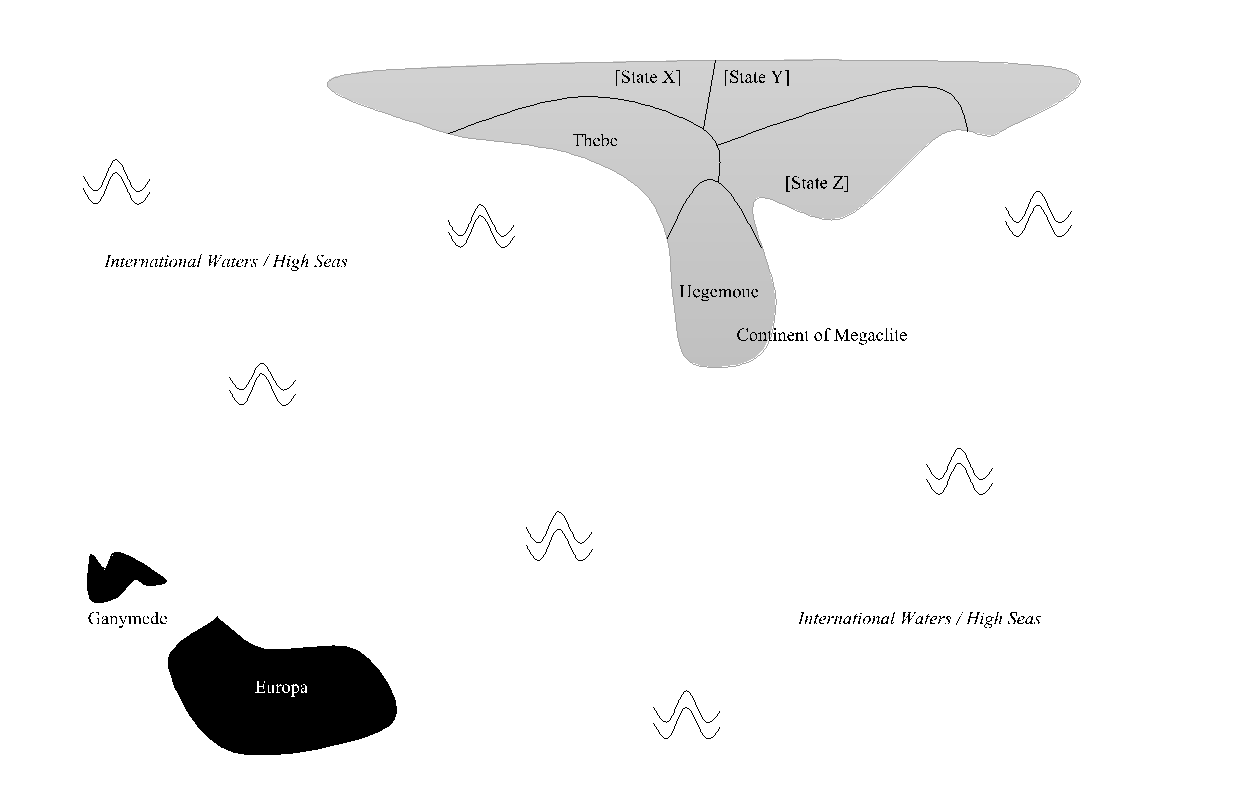 [State X]
[State Y]
Thebe
[State Z]
International Waters / High Seas
Hegemone
Continent of Megaclite
Ganymede
International Waters / High Seas
Europa